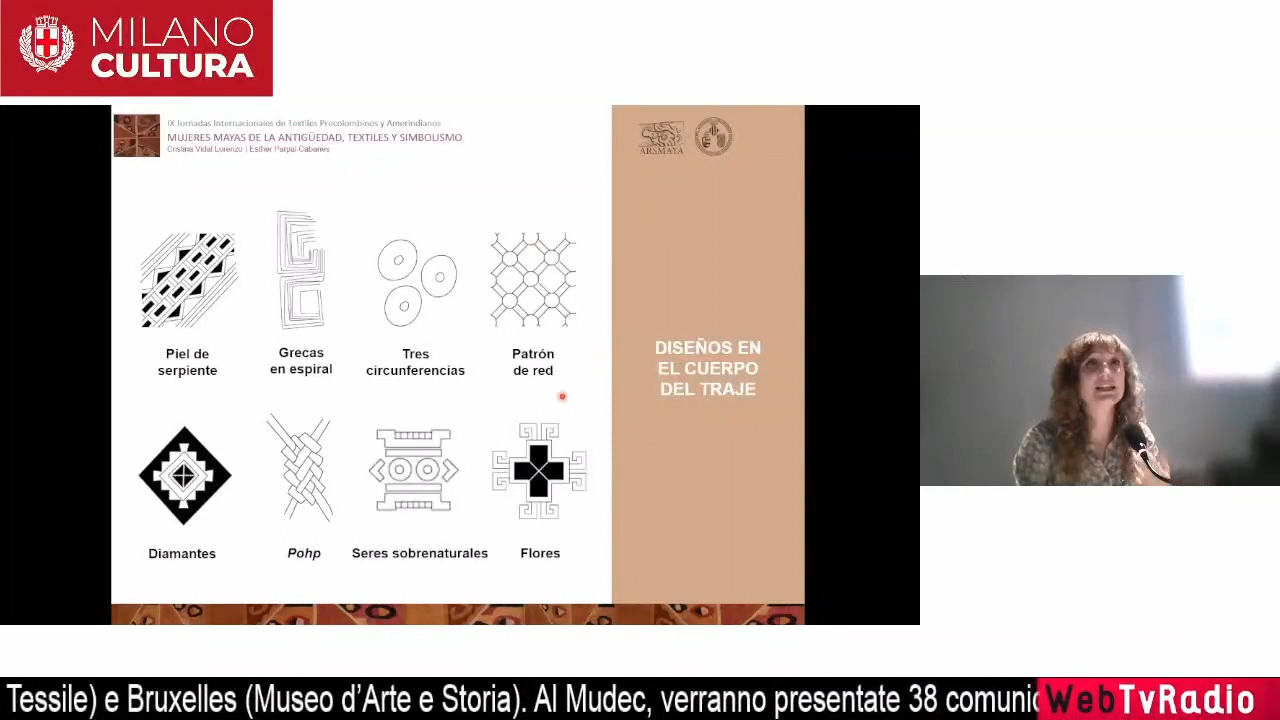 MILANO
CULTURA
IX Jornadas Internacionales de Textiles Precolombinos y Amerindianos
MUJERES MAYAS DE LA ANTIGÜEDAD, TEXTILES Y SIMBOLISMO
Cristina Vidal Lorenzo / Esther Parpal Cabanes
ARSMAYA
Piel de
serpiente
Grecas
en espiral
Tres
circunferencias
Patrón
de red
DISEÑOS EN
EL CUERPO
DEL TRAJE
Diamantes
Pohp
Seres sobrenaturales
Flores
Tessile) e Bruxelles (Museo d'Arte e Storia). Al Mudec, verranno presentate 38 comunic
WebTvRadio